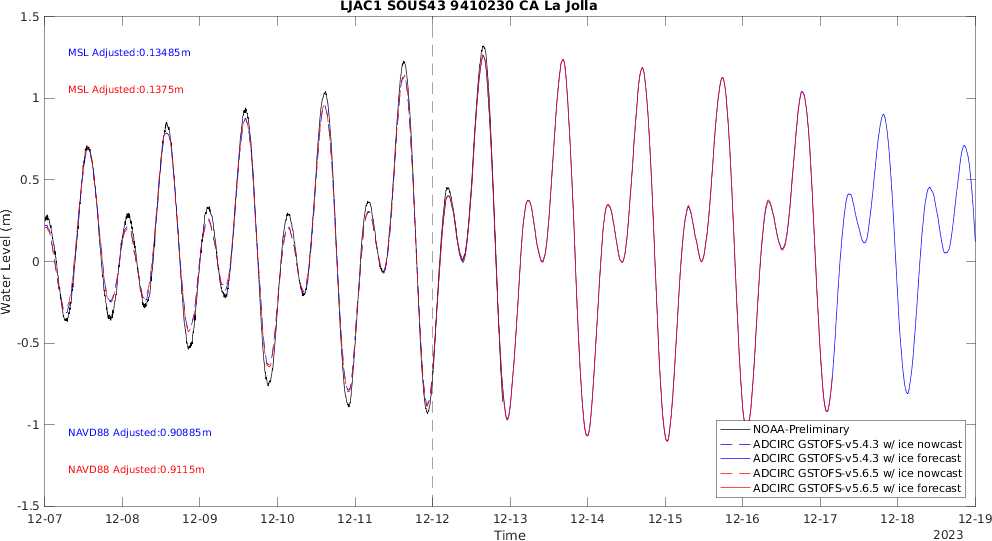 LJAC1 SOUS43 9410230 CA La Jolla
1.5
MSL Adjusted:0.13485m
MSL Adjusted:0.1375m
1
0.5
0
-0.5
-1
-1.5
Water Level (m)
NAVD88 Adjusted:0.90885m
NAVD88 Adjusted:0.9115m
NOAA-Preliminary
ADCIRC GSTOFS-v5.4.3 w/ ice nowcast
ADCIRC GSTOFS-v5.4.3 w/ ice forecast
ADCIRC GSTOFS-v5.6.5 w/ ice nowcast
ADCIRC GSTOFS-v5.6.5 w/ ice forecast
12-07 12-08 12-09 12-10 12-11 12-12 12-13 12-14 12-15 12-16 12-17 12-18 12-19
Time
2023